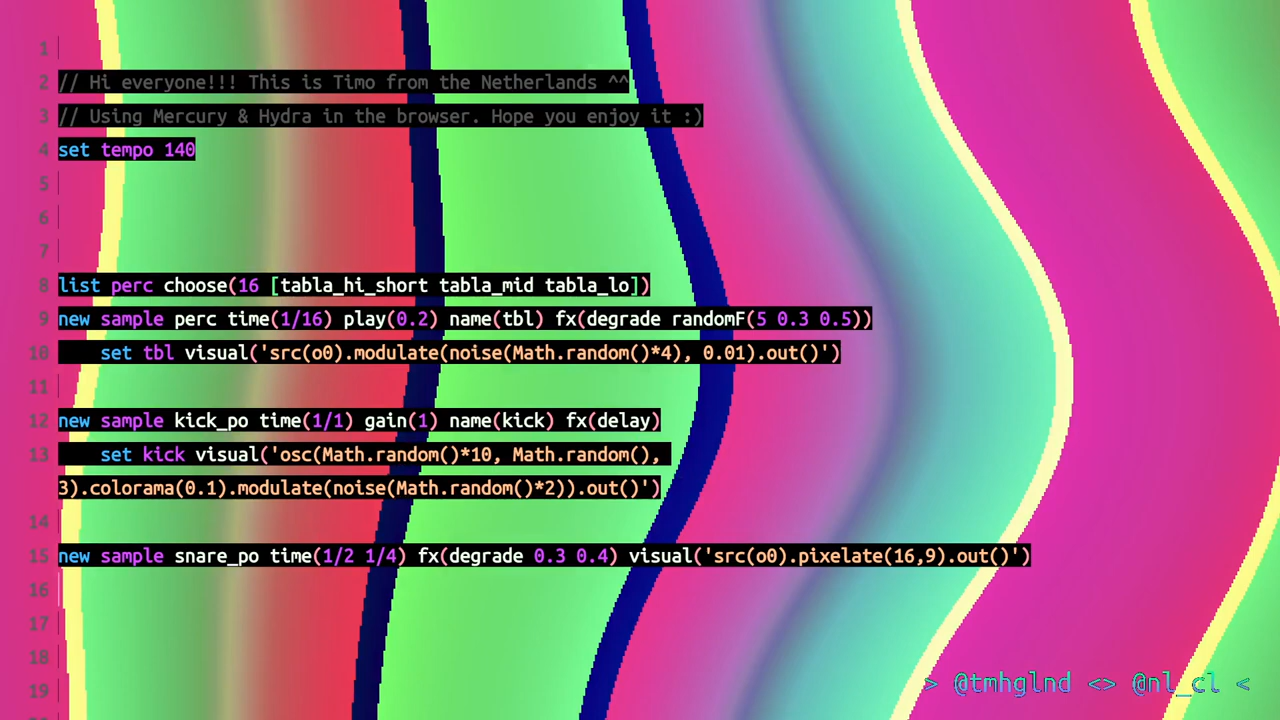 1
2 // Hi everyone!!! This is Timo from the Netherlands ^^
3 // Using Mercury & Hydra in the browser. Hope you enjoy it :)
4 set tempo 140
5
6
7
8 list perc choose(16 [tabla_hi_short tabla_mid tabla_lo])
9 new sample perc time(1/16) play(0.2) name(tbl) fx(degrade randomF(5 0.3 0.5))
10     set tbl visual('src(o0).modulate(noise(Math.random()*4), 0.01).out()')
11
12 new sample kick_po time(1/1) gain(1) name(kick) fx(delay)
13     set kick visual('osc(Math.random()*10, Math.random(),
3).colorama(0.1).modulate(noise(Math.random()*2)).out()')
14
15 new sample snare_po time(1/2 1/4) fx(degrade 0.3 0.4) visual('src(o0).pixelate(16,9).out()')
16
17
18
19
> @tmhglnd <> @nl_cl <